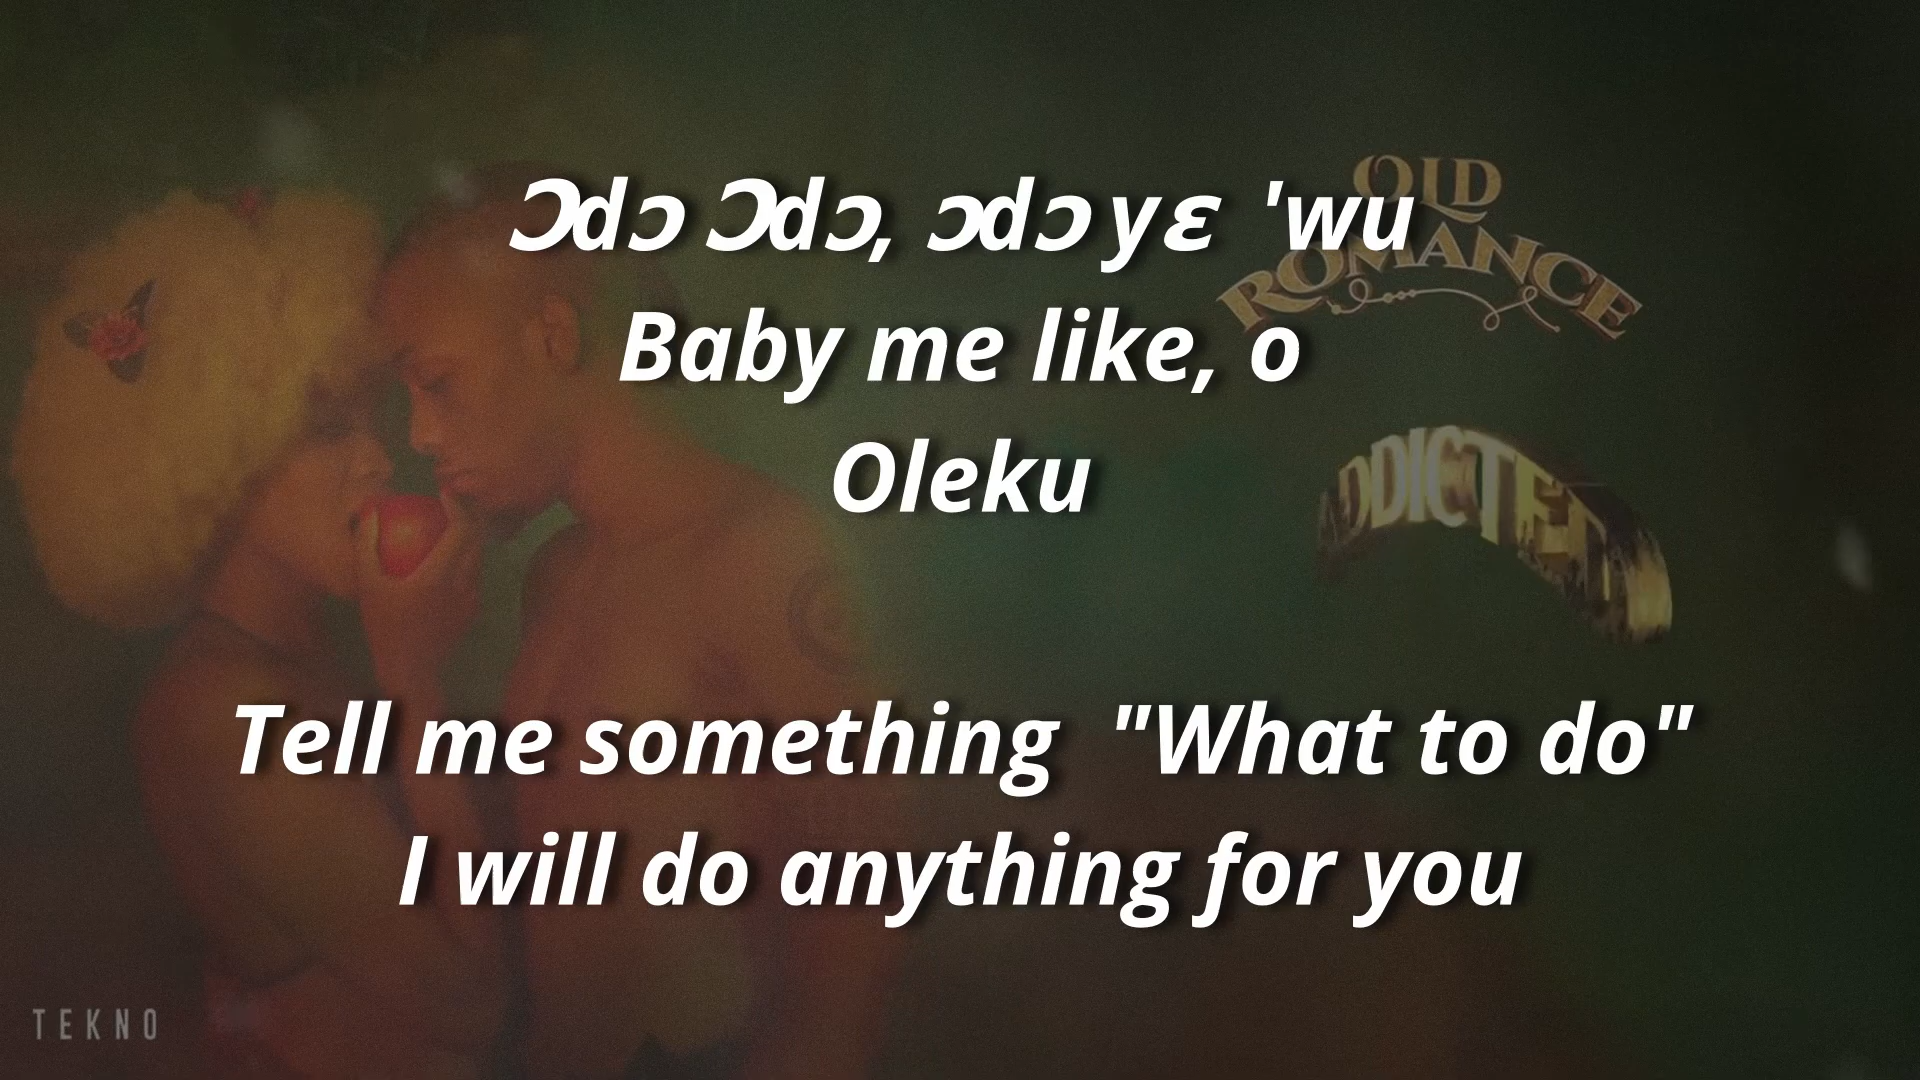 Ɔdɔ Ɔdɔ, ɔdɔ yɛ 'wu
Baby me like, o
Oleku
Tell me something "What to do"
I will do anything for you
OLD
ROMANCE
ADDICTED
TEKNO